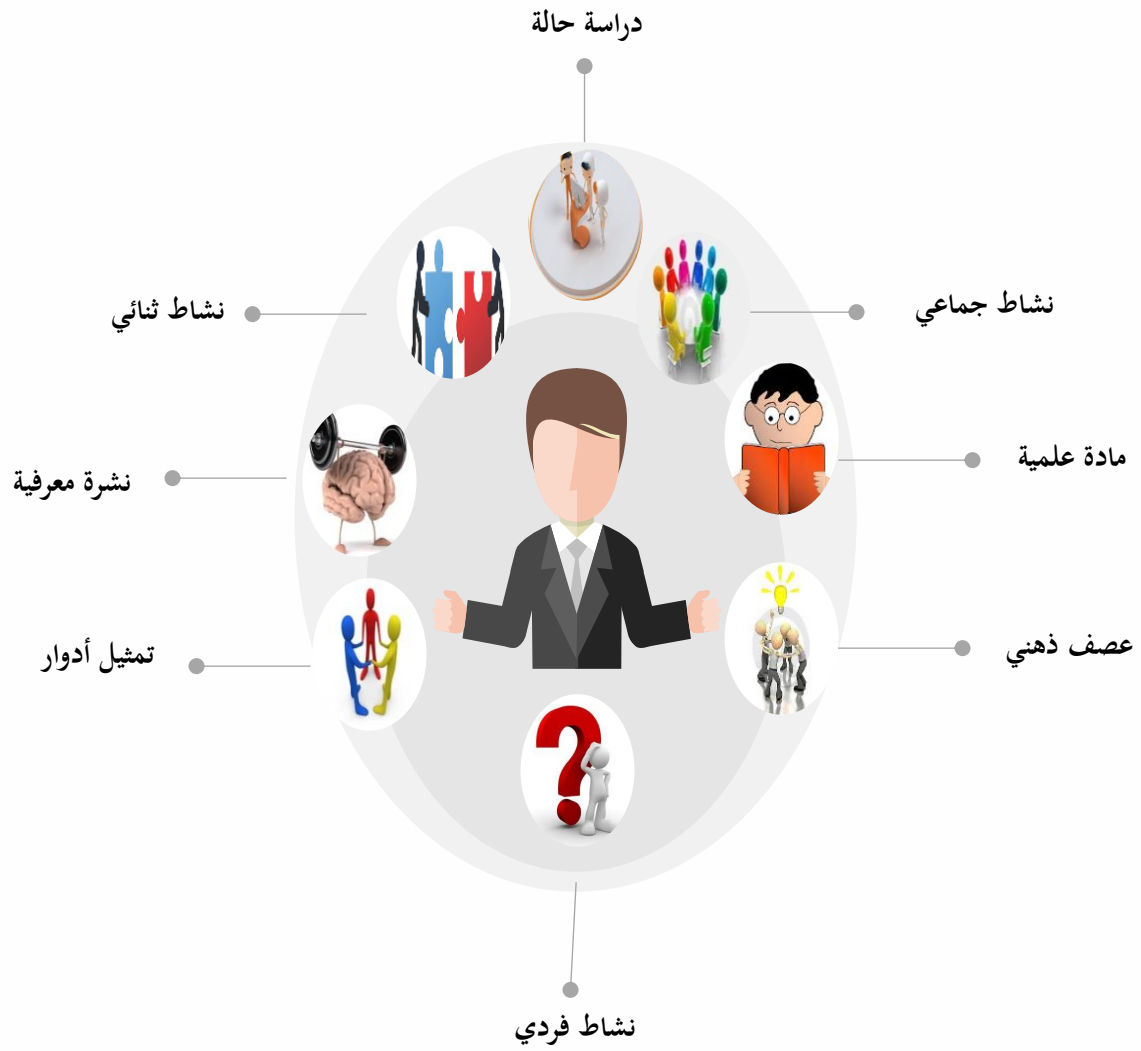 دراسة حالة
نشاط جماعي
نشاط ثنائي
مادة علمية
نشرة معرفية
عصف ذهني
تمثيل أدوار
نشاط فردي